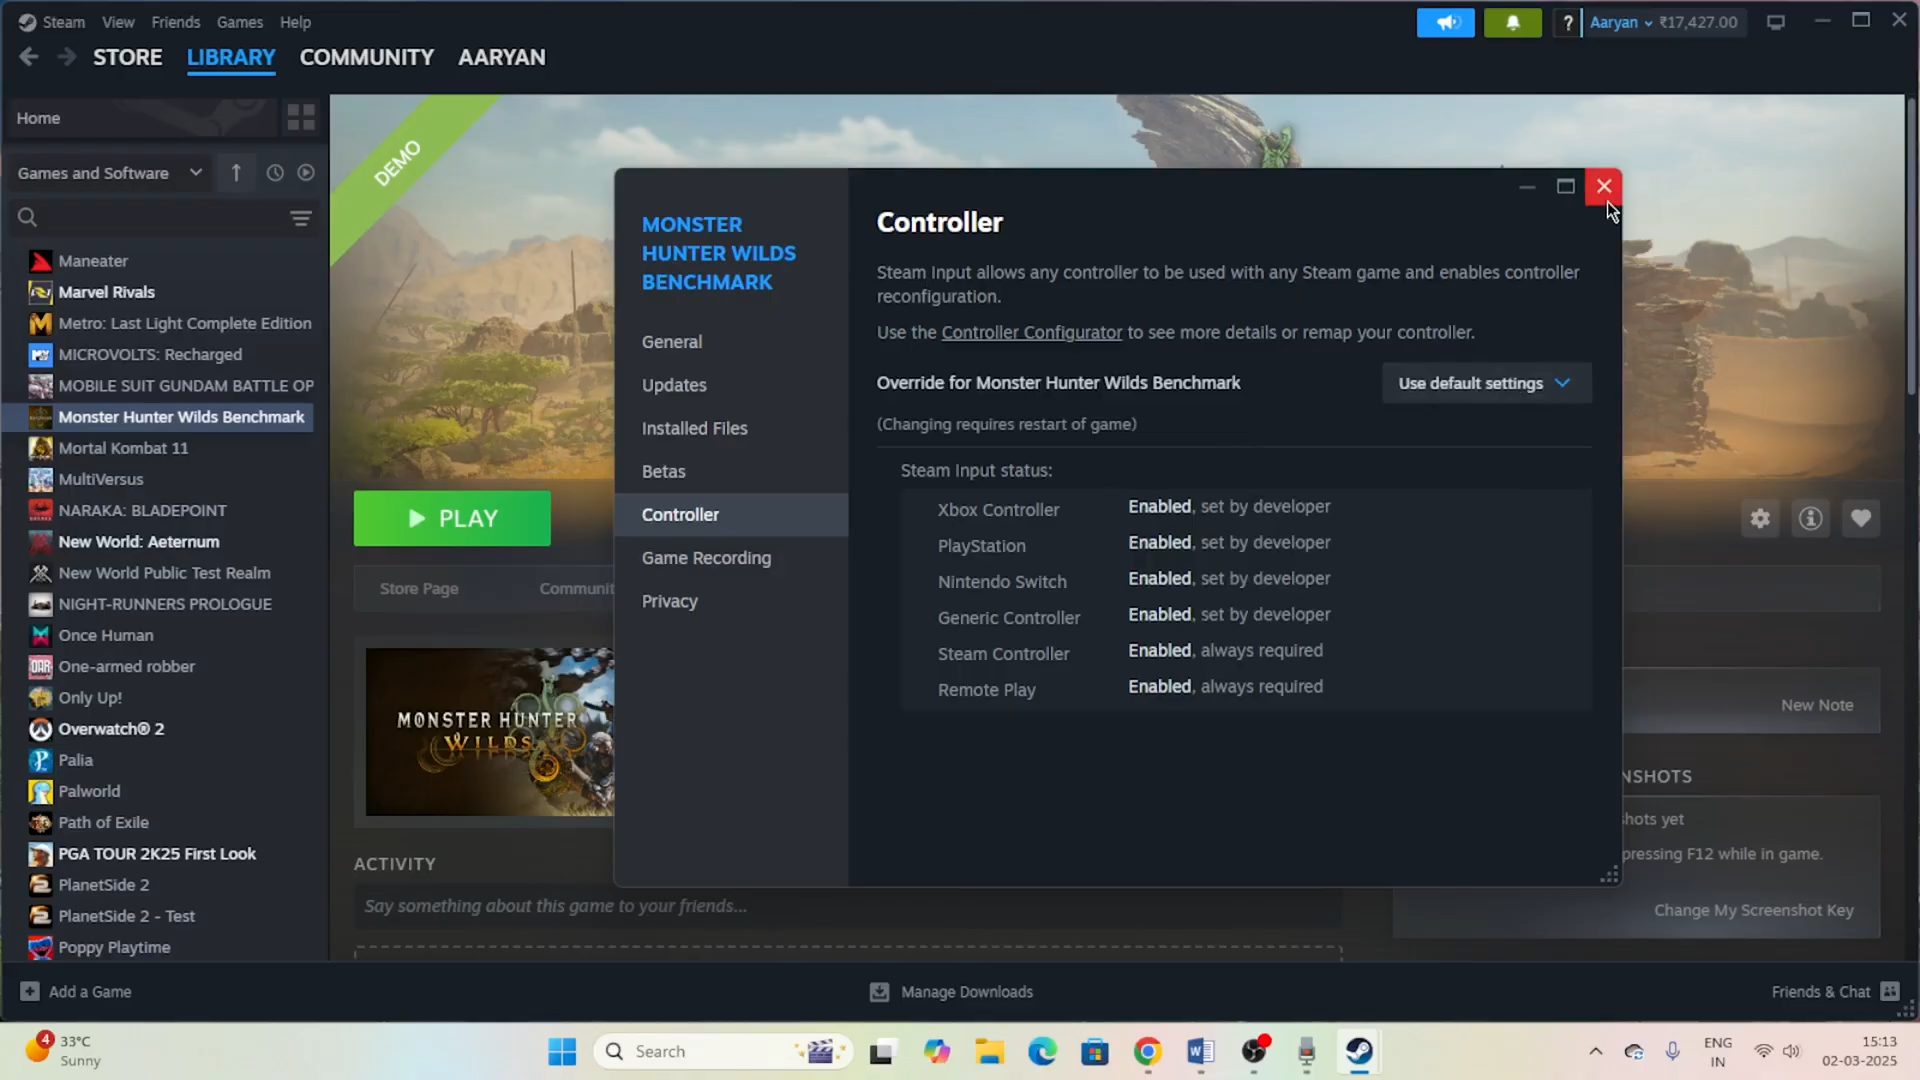 Steam View Friends Games Help
? Aaryan ₹17,427.00
STORE LIBRARY COMMUNITY AARYAN
Home
Games and Software
Maneater
Marvel Rivals
Metro: Last Light Complete Edition
MICROVOLTS: Recharged
MOBILE SUIT GUNDAM BATTLE OP
Monster Hunter Wilds Benchmark
Mortal Kombat 11
MultiVersus
NARAKA: BLADEPOINT
New World: Aeternum
New World Public Test Realm
NIGHT-RUNNERS PROLOGUE
Once Human
One-armed robber
Only Up!
Overwatch® 2
Palia
Palworld
Path of Exile
PGA TOUR 2K25 First Look
PlanetSide 2
PlanetSide 2 - Test
Poppy Playtime
DEMO
PLAY
Store Page Communit
MONSTER HUNTER
WILDS
ACTIVITY
Say something about this game to your friends...
MONSTER
HUNTER WILDS
BENCHMARK
General
Updates
Installed Files
Betas
Controller
Game Recording
Privacy
Controller
Steam Input allows any controller to be used with any Steam game and enables controller
reconfiguration.
Use the Controller Configurator to see more details or remap your controller.
Override for Monster Hunter Wilds Benchmark Use default settings
(Changing requires restart of game)
Steam Input status:
Xbox Controller Enabled, set by developer
PlayStation Enabled, set by developer
Nintendo Switch Enabled, set by developer
Generic Controller Enabled, set by developer
Steam Controller Enabled, always required
Remote Play Enabled, always required
New Note
NSHOTS
hots yet
pressing F12 while in game.
Change My Screenshot Key
Add a Game Manage Downloads Friends & Chat
4 33°C
Sunny
Search
ENG
IN
15:13
02-03-2025